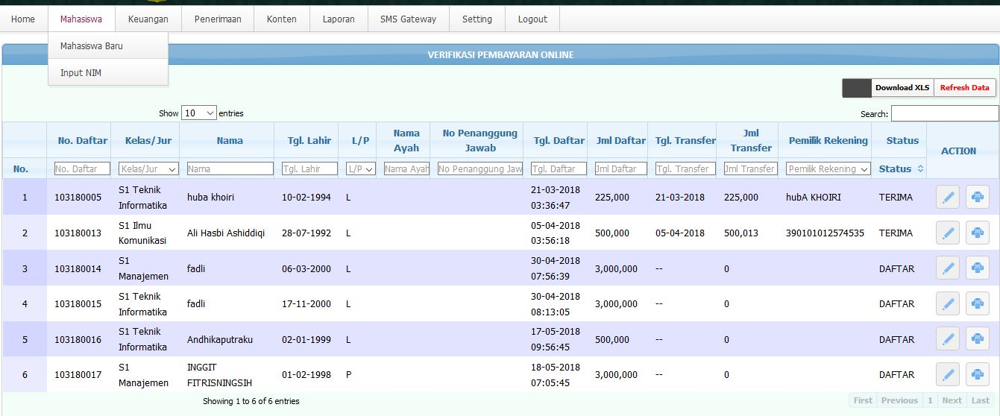 Home Mahasiswa Keuangan Penerimaan Konten Laporan SMS Gateway Setting Logout
Mahasiswa Baru
Input NIM
VERIFIKASI PEMBAYARAN ONLINE
Download XLS Refresh Data
Show 10 entries Search:
No. Daftar Kelas/Jur Nama Tgl. Lahir L/P Nama Ayah No Penanggung Jawab Tgl. Daftar Jml Daftar Tgl. Transfer Jml Transfer Pemilik Rekening Status ACTION
No. No. Daftar Kelas/Jur Nama Tgl. Lahir L/P Nama Ayah No Penanggung Jaw Tgl. Daftar Jml Daftar Tgl. Transfer Jml Transfer Pemilik Rekening Status
1 103180005 S1 Teknik Informatika huba khoiri 10-02-1994 L 21-03-2018 03:36:47 225,000 21-03-2018 225,000 hubA KHOIRI TERIMA
2 103180013 S1 Ilmu Komunikasi Ali Hasbi Ashiddiqi 28-07-1992 L 05-04-2018 03:56:18 500,000 05-04-2018 500,013 390101012574535 TERIMA
3 103180014 S1 Manajemen fadli 06-03-2000 L 30-04-2018 07:56:39 3,000,000 -- 0 DAFTAR
4 103180015 S1 Teknik Informatika fadli 17-11-2000 L 30-04-2018 08:13:05 3,000,000 -- 0 DAFTAR
5 103180016 S1 Teknik Informatika Andhikaputraku 02-01-1999 L 17-05-2018 09:56:45 500,000 -- 0 DAFTAR
6 103180017 S1 Manajemen INGGIT FITRISNINGSIH 01-02-1998 P 18-05-2018 07:05:45 3,000,000 -- 0 DAFTAR
Showing 1 to 6 of 6 entries First Previous 1 Next Last